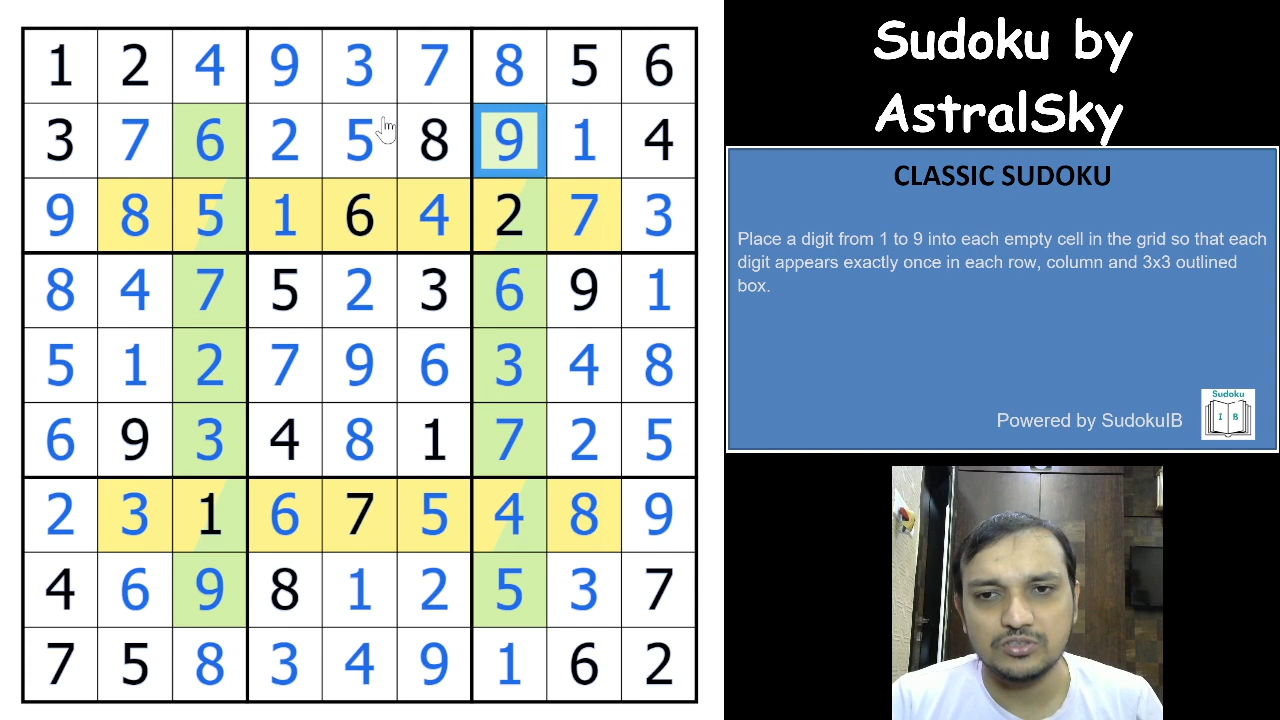 1 2 4 9 3 7 8 5 6
3 7 6 2 5 8 9 1 4
9 8 5 1 6 4 2 7 3
8 4 7 5 2 3 6 9 1
5 1 2 7 9 6 3 4 8
6 9 3 4 8 1 7 2 5
2 3 1 6 7 5 4 8 9
4 6 9 8 1 2 5 3 7
7 5 8 3 4 9 1 6 2
Sudoku by
AstralSky
CLASSIC SUDOKU
Place a digit from 1 to 9 into each empty cell in the grid so that each
digit appears exactly once in each row, column and 3x3 outlined
box.
Powered by SudokuIB
Sudoku
I B